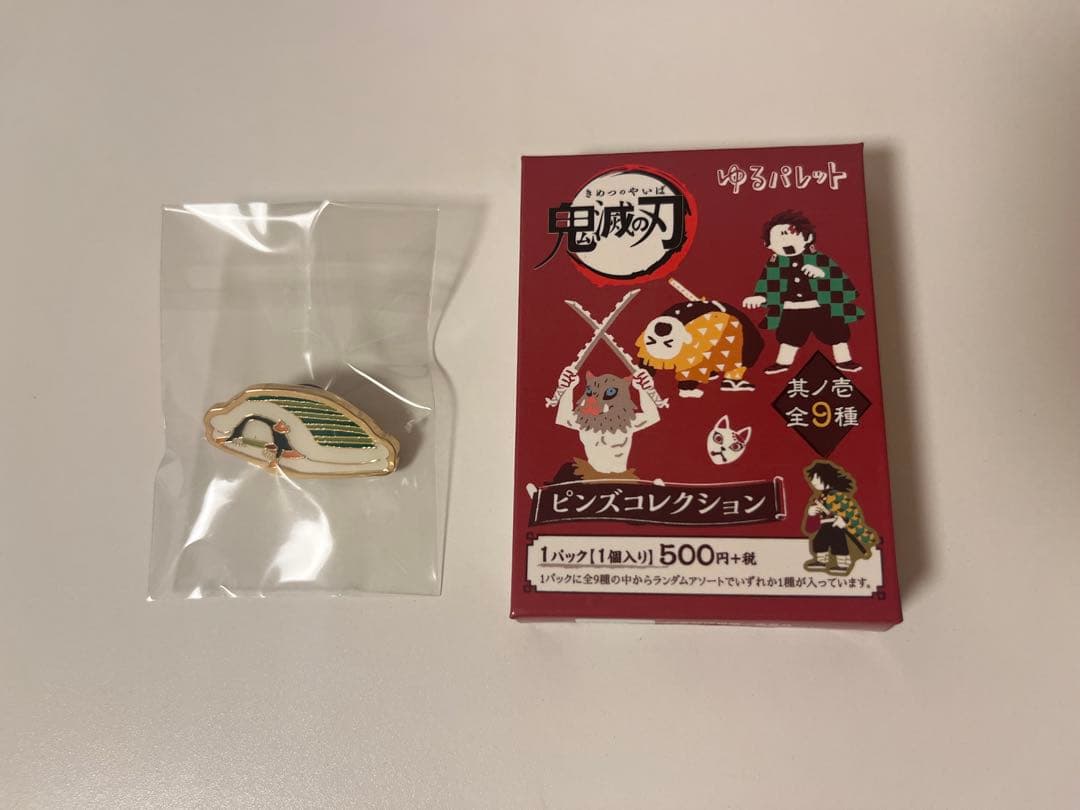 ゆるパレット
きめつのやいば
鬼滅の刃
其ノ壱
全9種
ピンズコレクション
1パック【1個入り】500円+税
1パックに全9種の中からランダムアソートでいずれか1種が入っています。